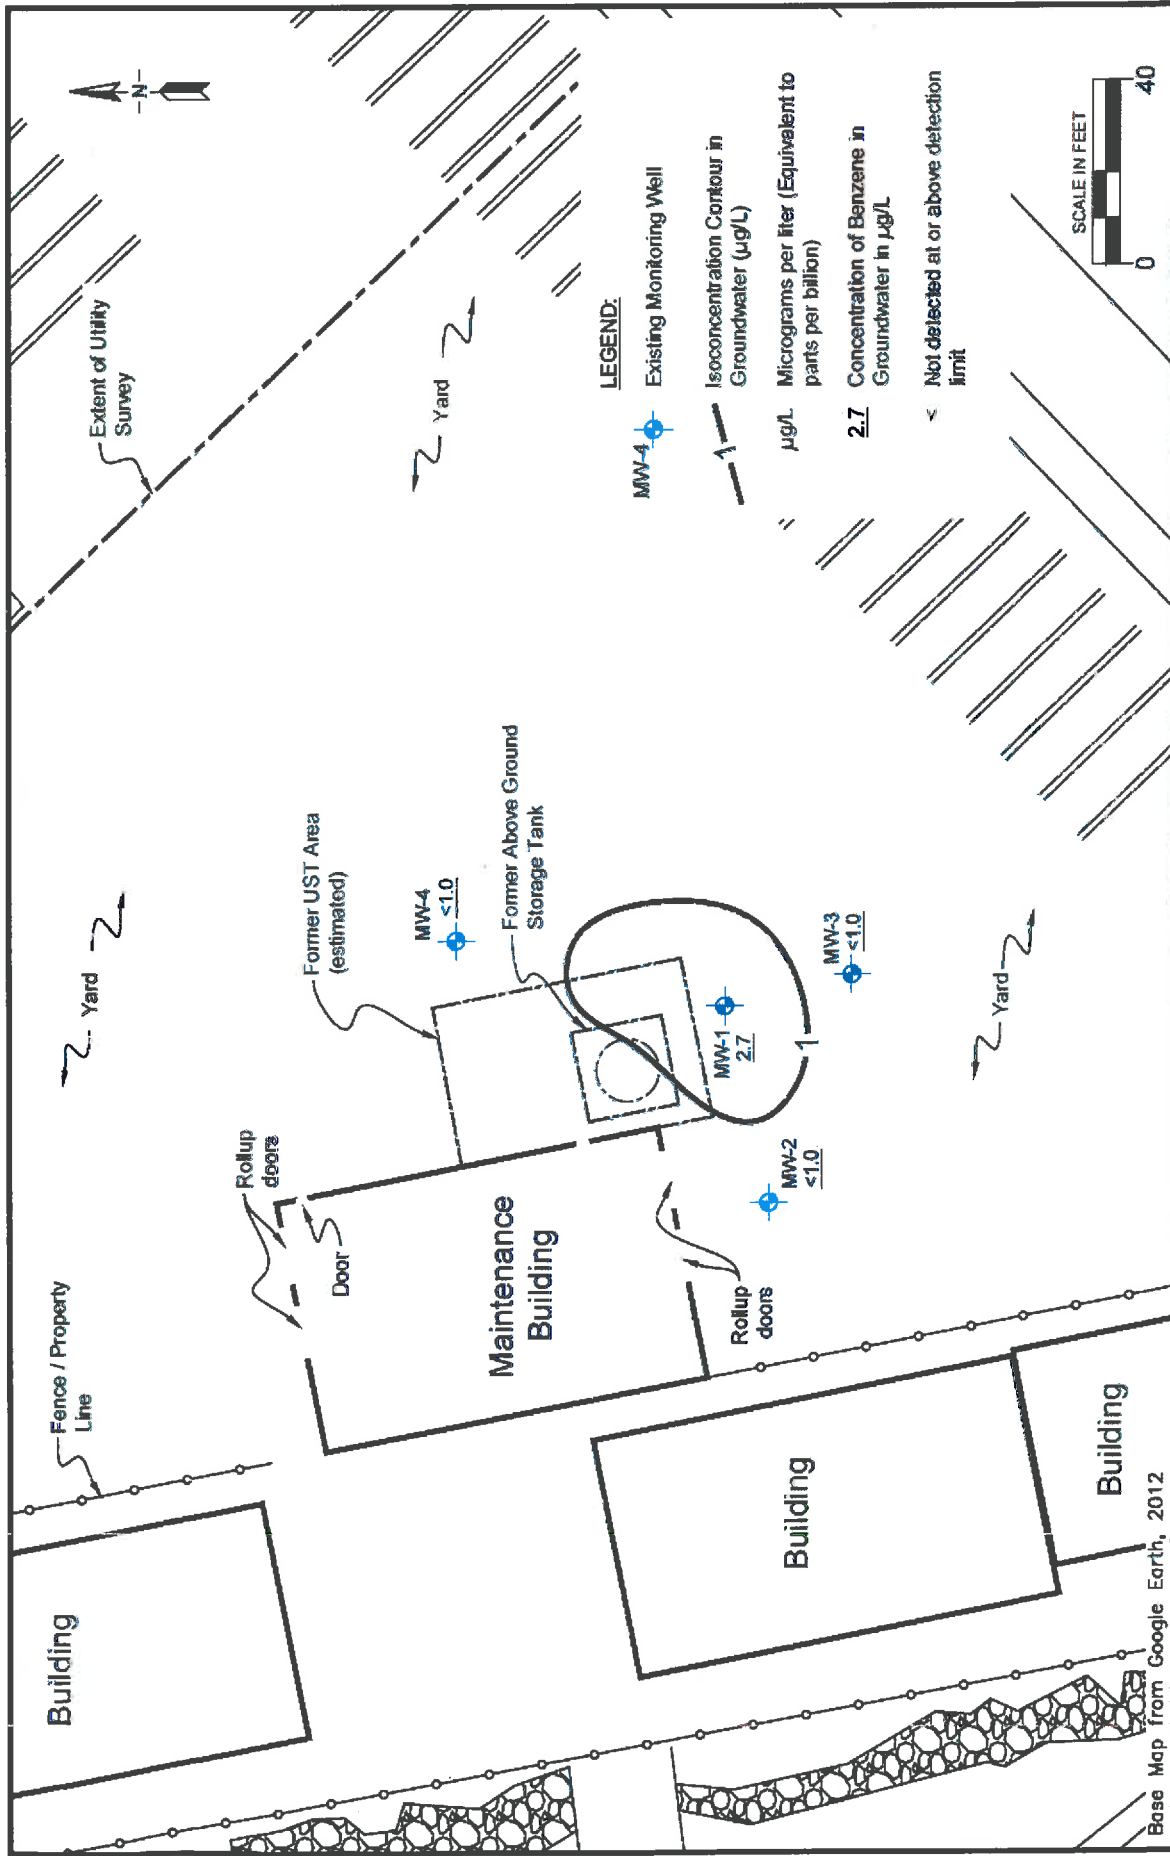 -N-
Extent of Utility
Survey
Yard
Yard
Fence / Property
Line
Rollup
doors
Door
Building
Former UST Area
(estimated)
MW-4
<1.0
Former Above Ground
Storage Tank
Maintenance
Building
MW-1
2.7
MW-2
<1.0
MW-3
<1.0
1
Rollup
doors
Yard
Building
Building
LEGEND:
MW-4
Existing Monitoring Well
1
Isoconcentration Contour in
Groundwater (µg/L)
µg/L
Micrograms per liter (Equivalent to
parts per billion)
2.7
Concentration of Benzene in
Groundwater in µg/L
<
Not detected at or above detection
limit
SCALE IN FEET
0
40
Base Map from Google Earth, 2012